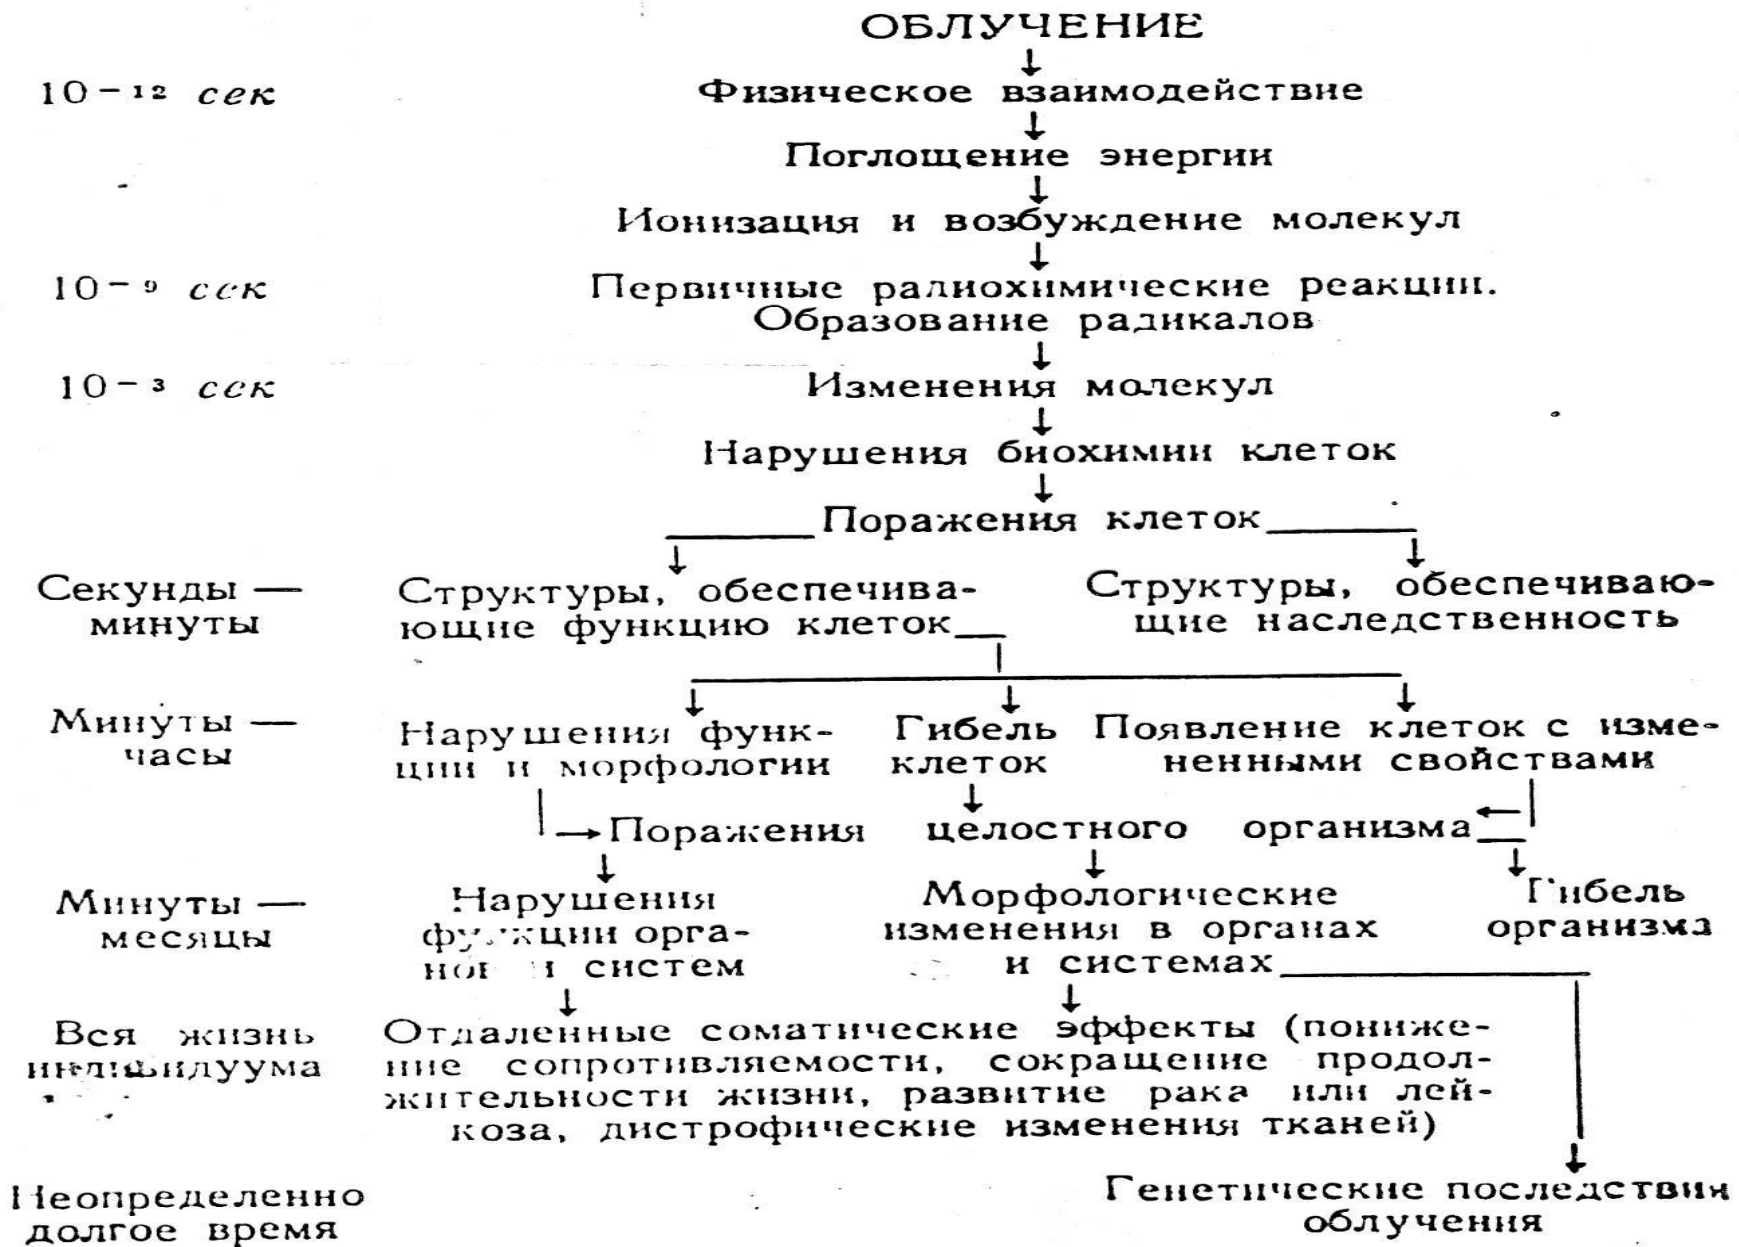 ОБЛУЧЕНИЕ
10-12 сек Физическое взаимодействие
Поглощение энергии
Ионизация и возбуждение молекул
10-9 сек Первичные радиохимические реакции.
Образование радикалов
10-3 сек Изменения молекул
Нарушения биохимии клеток
Поражения клеток
Секунды — Структуры, обеспечива- Структуры, обеспечиваю-
минуты ющие функцию клеток щие наследственность
Минуты — Нарушения функ- Гибель Появление клеток с изме-
часы ции и морфологии клеток ненными свойствами
Поражения целостного организма
Минуты — Нарушения Морфологические Гибель
месяцы функции орга- изменения в органах организма
нов и систем и системах
Вся жизнь Отдаленные соматические эффекты (пониже-
индивидуума ние сопротивляемости, сокращение продол-
жительности жизни, развитие рака или лей-
коза, дистрофические изменения тканей)
Неопределенно Генетические последствия
долгое время облучения